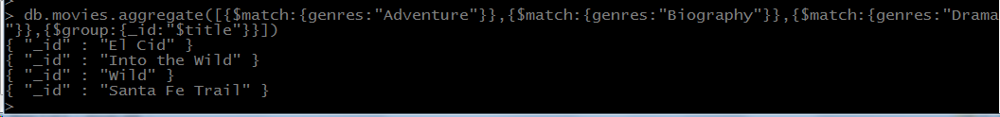 > db.movies.aggregate([{$match:{genres:"Adventure"}},{$match:{genres:"Biography"}},{$match:{genres:"Drama
"}},{$group:{_id:"$title"}}])
{ "_id" : "El Cid" }
{ "_id" : "Into the Wild" }
{ "_id" : "Wild" }
{ "_id" : "Santa Fe Trail" }
>